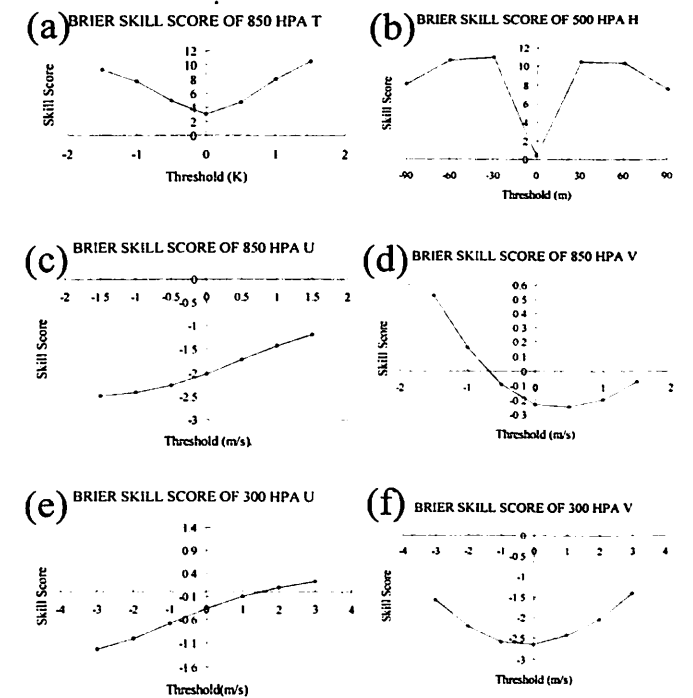 (a) BRIER SKILL SCORE OF 850 HPA T
Skill Score
12
10
8
6
4
2
0
-2 -1 0 1 2
Threshold (K)
(b) BRIER SKILL SCORE OF 500 HPA H
Skill Score
12
10
8
6
4
2
0
-90 -60 -30 0 30 60 90
Threshold (m)
(c) BRIER SKILL SCORE OF 850 HPA U
Skill Score
0
-2 -1.5 -1 -0.5 0 0.5 1 1.5 2
-0.5
-1
-1.5
-2
-2.5
-3
Threshold (m/s)
(d) BRIER SKILL SCORE OF 850 HPA V
Skill Score
0.6
0.5
0.4
0.3
0.2
0.1
0
-0.1
-0.2
-0.3
-2 -1 0 1 2
Threshold (m/s)
(e) BRIER SKILL SCORE OF 300 HPA U
Skill Score
1.4
0.9
0.4
-0.1
-4 -3 -2 -1 0 1 2 3 4
-0.6
-1.1
-1.6
Threshold(m/s)
(f) BRIER SKILL SCORE OF 300 HPA V
Skill Score
0
-4 -3 -2 -1 0 1 2 3 4
-0.5
-1
-1.5
-2
-2.5
-3
Threshold (m/s)